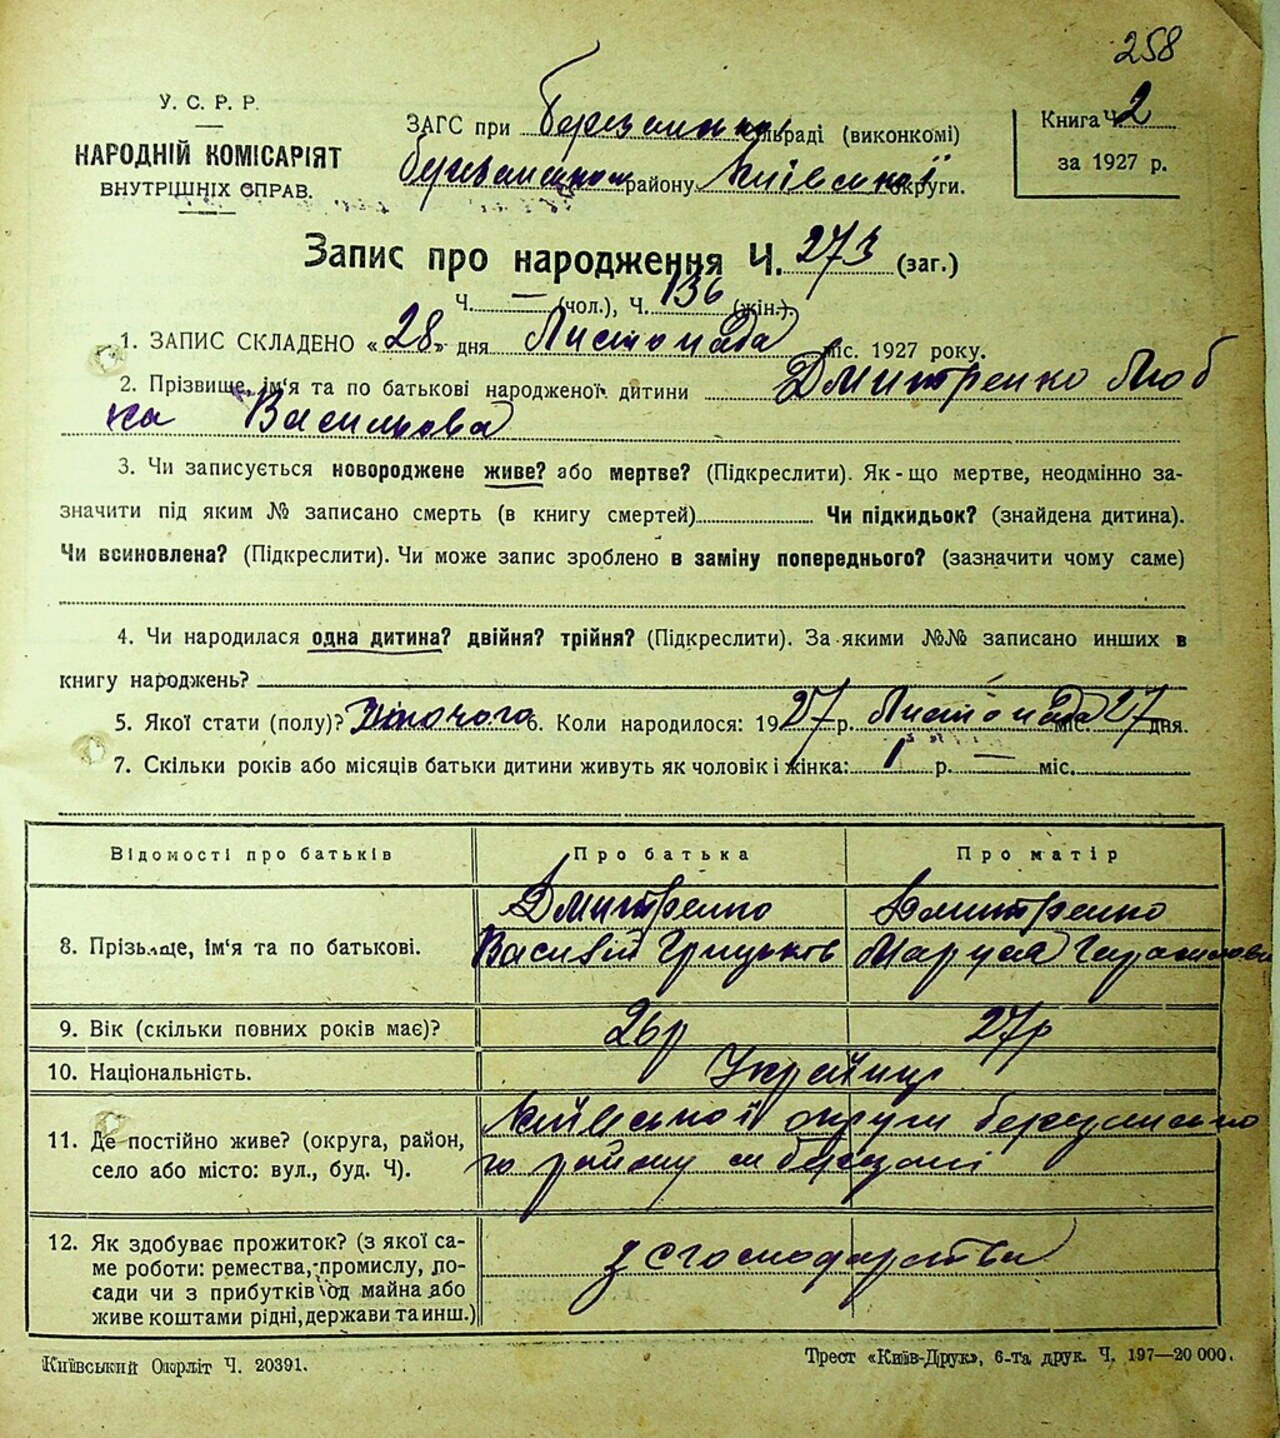 258
У. С. Р. Р.
НАРОДНІЙ КОМІСАРІЯТ
ВНУТРІШНІХ СПРАВ.
ЗАГС при Березанськ. сільраді (виконкомі)
Березанськом району Київської округи.
Книга Ч. 2
за 1927 р.
Запис про народження Ч. 273 (заг.)
Ч. — (чол.), Ч. 136 (жін.).
1. ЗАПИС СКЛАДЕНО «28» дня Листопада міс. 1927 року.
2. Прізвище, ім'я та по батькові народженої дитини Дмитренко Люб
ка Васильова
3. Чи записується новороджене живе? або мертве? (Підкреслити). Як-що мертве, неодмінно за-
значити під яким № записано смерть (в книгу смертей) Чи підкидьок? (знайдена дитина).
Чи всиновлена? (Підкреслити). Чи може запис зроблено в заміну попереднього? (зазначити чому саме)
4. Чи народилася одна дитина? двійня? трійня? (Підкреслити). За якими №№ записано инших в
книгу народжень?
5. Якої стати (полу)? Жіночого 6. Коли народилося: 1927 р. Листопада міс. 27 дня.
7. Скільки років або місяців батьки дитини живуть як чоловік і жінка: 1 р. — міс.
Відомості про батьків Про батька Про матір
8. Прізьвще, ім'я та по батькові.
Дмитренко Дмитренко
Василій Грицьків Маруся Гарасимова
9. Вік (скільки повних років має)? 26 р 27 р
10. Національність. Українці
11. Де постійно живе? (округа, район,
село або місто: вул., буд. Ч).
Київської округи березансько
го району м березані
12. Як здобуває прожиток? (з якої са-
ме роботи: ремества, промислу, по-
сади чи з прибутків од майна або
живе коштами рідні, держави та инш.)
з сгосподарства
Київський Окрліт Ч. 20391.
Трест «Київ-Друк», 6-та друк. Ч. 197—20 000.